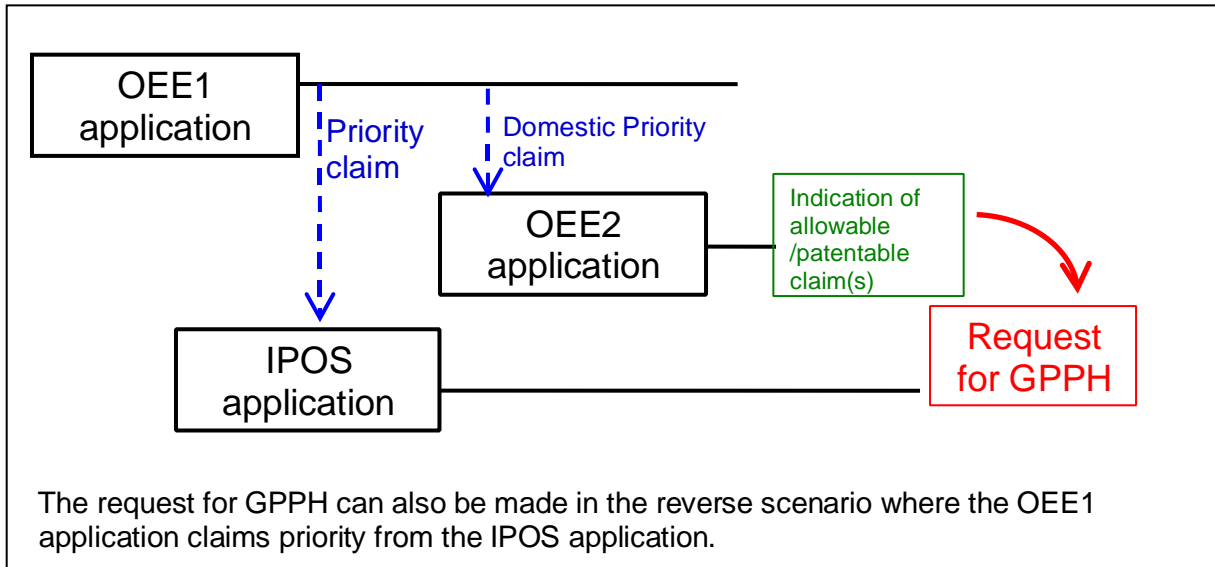 OEE1
application
Priority
claim
Domestic Priority
claim
OEE2
application
Indication of
allowable
/patentable
claim(s)
IPOS
application
Request
for GPPH
The request for GPPH can also be made in the reverse scenario where the OEE1
application claims priority from the IPOS application.